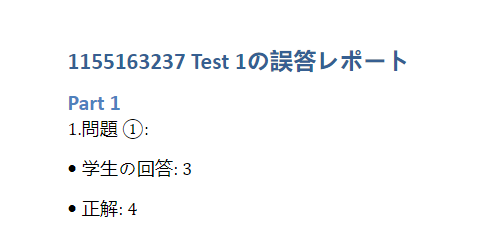 1155163237 Test 1の誤答レポート
Part 1
1.問題 ①:
• 学生の回答: 3
• 正解: 4